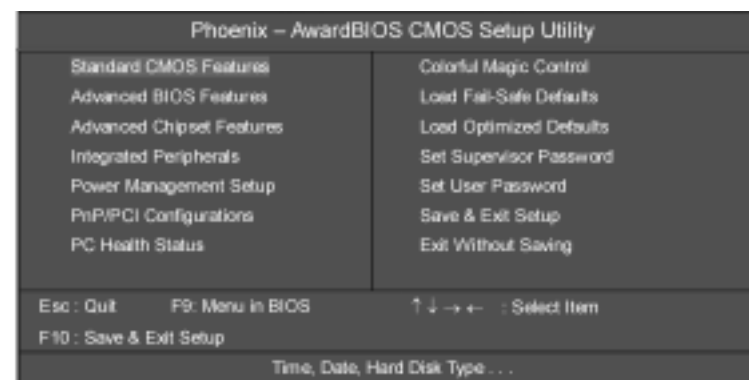 Phoenix – AwardBIOS CMOS Setup Utility
Standard CMOS Features
Advanced BIOS Features
Advanced Chipset Features
Integrated Peripherals
Power Management Setup
PnP/PCI Configurations
PC Health Status
Colorful Magic Control
Load Fail-Safe Defaults
Load Optimized Defaults
Set Supervisor Password
Set User Password
Save & Exit Setup
Exit Without Saving
Esc : Quit F9: Menu in BIOS ↑ ↓ → ← : Select Item
F10 : Save & Exit Setup
Time, Date, Hard Disk Type . . .